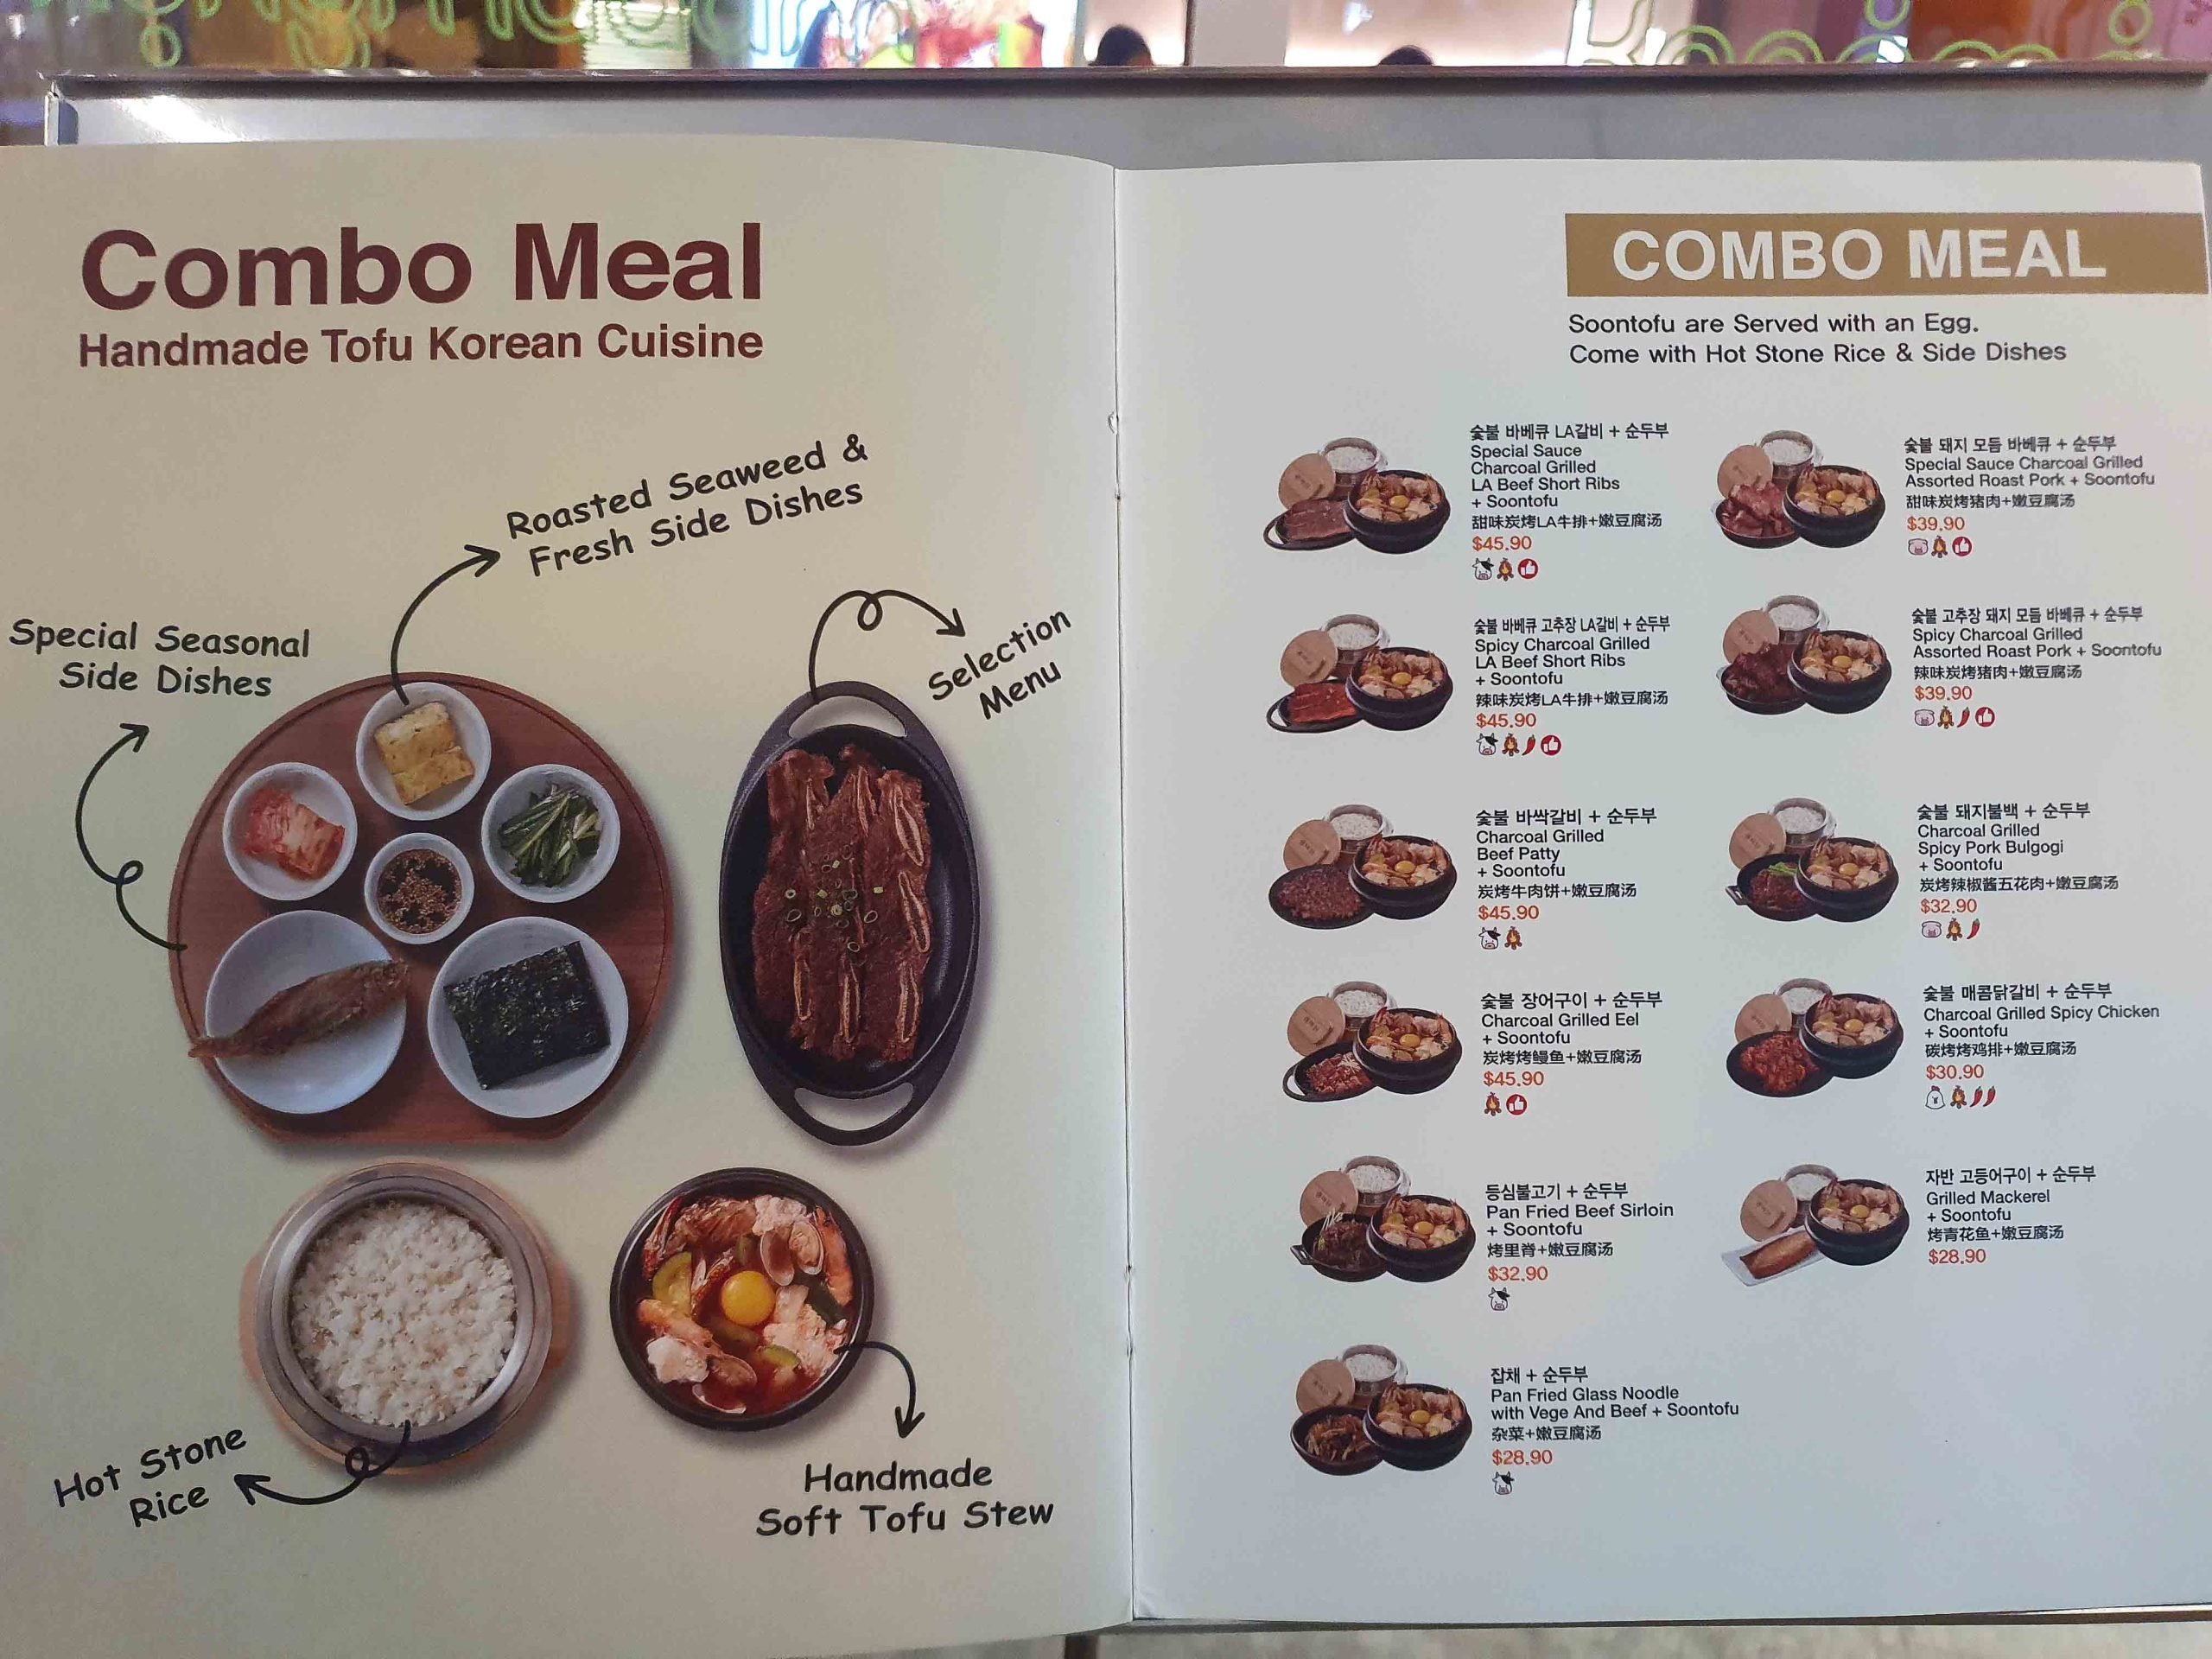 Combo Meal
Handmade Tofu Korean Cuisine
Roasted Seaweed &
Fresh Side Dishes
Special Seasonal
Side Dishes
Selection
Menu
Hot Stone
Rice
Handmade
Soft Tofu Stew
COMBO MEAL
Soontofu are Served with an Egg.
Come with Hot Stone Rice & Side Dishes
숯불 바베큐 LA갈비 + 순두부
Special Sauce
Charcoal Grilled
LA Beef Short Ribs
+ Soontofu
甜味炭烤LA牛排+嫩豆腐汤
$45.90
숯불 바베큐 고추장 LA갈비 + 순두부
Spicy Charcoal Grilled
LA Beef Short Ribs
+ Soontofu
辣味炭烤LA牛排+嫩豆腐汤
$45.90
숯불 바싹갈비 + 순두부
Charcoal Grilled
Beef Patty
+ Soontofu
炭烤牛肉饼+嫩豆腐汤
$45.90
숯불 장어구이 + 순두부
Charcoal Grilled Eel
+ Soontofu
炭烤烤鳗鱼+嫩豆腐汤
$45.90
등심불고기 + 순두부
Pan Fried Beef Sirloin
+ Soontofu
烤里脊+嫩豆腐汤
$32.90
잡채 + 순두부
Pan Fried Glass Noodle
with Vege And Beef + Soontofu
杂菜+嫩豆腐汤
$28.90
숯불 돼지 모듬 바베큐 + 순두부
Special Sauce Charcoal Grilled
Assorted Roast Pork + Soontofu
甜味炭烤猪肉+嫩豆腐汤
$39.90
숯불 고추장 돼지 모듬 바베큐 + 순두부
Spicy Charcoal Grilled
Assorted Roast Pork + Soontofu
辣味炭烤猪肉+嫩豆腐汤
$39.90
숯불 돼지불백 + 순두부
Charcoal Grilled
Spicy Pork Bulgogi
+ Soontofu
炭烤辣椒酱五花肉+嫩豆腐汤
$32.90
숯불 매콤닭갈비 + 순두부
Charcoal Grilled Spicy Chicken
+ Soontofu
碳烤烤鸡排+嫩豆腐汤
$30.90
자반 고등어구이 + 순두부
Grilled Mackerel
+ Soontofu
烤青花鱼+嫩豆腐汤
$28.90